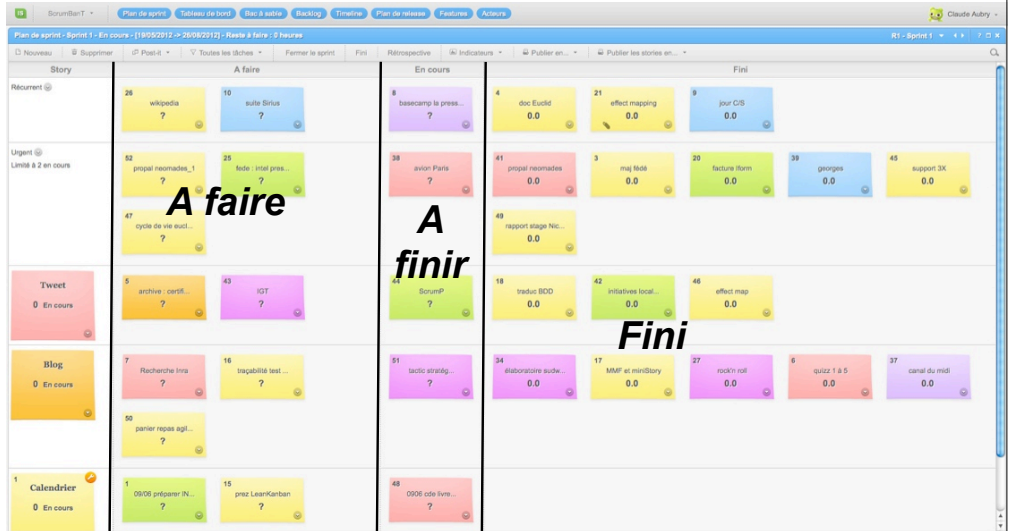 ScrumBanT
Plan de sprint Tableau de bord Bac à sable Backlog Timeline Plan de release Features Acteurs
Claude Aubry
Plan de sprint - Sprint 1 - En cours - [19/05/2012 -> 26/06/2012] - Reste à faire : 0 heures
R1 - Sprint 1
Nouveau Supprimer Post-it Toutes les tâches Fermer le sprint Fini Rétrospective Indicateurs Publier en... Publier les stories en...
Story A faire En cours Fini
Récurrent
26 wikipedia ?
10 suite Sirius ?
8 basecamp la press... ?
4 doc Euclid 0.0
21 effect mapping 0.0
9 jour C/S 0.0
Urgent
Limité à 2 en cours
52 propal neomades_1 ?
25 fede : intel pres... ?
47 cycle de vie eucl... ?
38 avion Paris ?
41 propal neomades 0.0
3 maj fédé 0.0
20 facture Iform 0.0
georges 0.0
45 support 3X 0.0
49 rapport stage Nic... 0.0
A faire
A finir
Fini
Tweet
0 En cours
5 archive : certifi... ?
43 IGT ?
44 ScrumP ?
18 traduc BDD 0.0
42 initiatives local... 0.0
46 effect map 0.0
Blog
0 En cours
7 Recherche Inra ?
16 traçabilité test ... ?
50 panier repas agil... ?
51 tactic stratég... ?
34 élaboratoire sudw... 0.0
17 MMF et miniStory 0.0
27 rock'n roll 0.0
6 quizz 1 à 5 0.0
37 canal du midi 0.0
1 Calendrier
0 En cours
1 09/06 préparer IN... ?
15 prez LeanKanban ?
48 0906 cde livre... ?